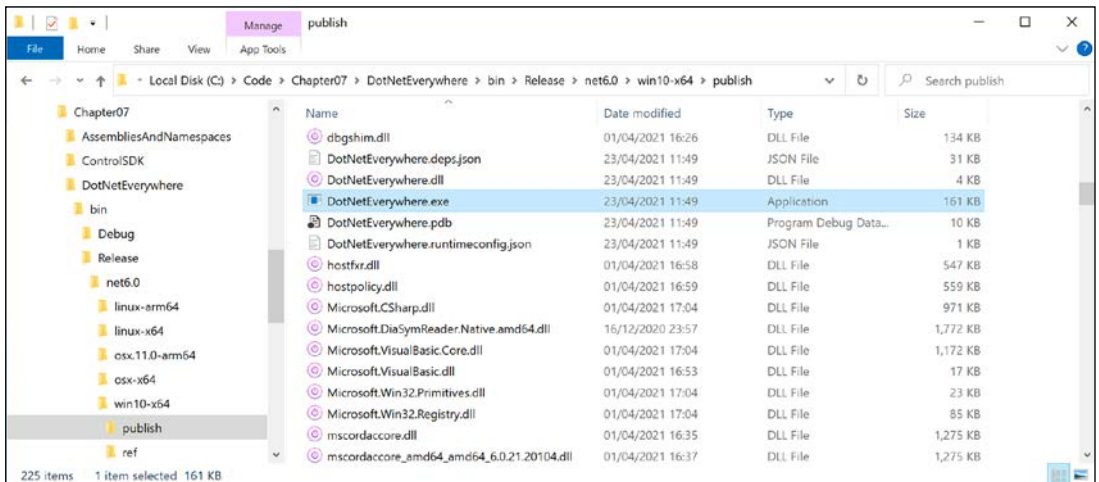 Manage publish
File Home Share View App Tools
Local Disk (C:) > Code > Chapter07 > DotNetEverywhere > bin > Release > net6.0 > win10-x64 > publish Search publish
Chapter07
AssembliesAndNamespaces
ControlSDK
DotNetEverywhere
bin
Debug
Release
net6.0
linux-arm64
linux-x64
osx.11.0-arm64
osx-x64
win10-x64
publish
ref
Name Date modified Type Size
dbgshim.dll 01/04/2021 16:26 DLL File 134 KB
DotNetEverywhere.deps.json 23/04/2021 11:49 JSON File 31 KB
DotNetEverywhere.dll 23/04/2021 11:49 DLL File 4 KB
DotNetEverywhere.exe 23/04/2021 11:49 Application 161 KB
DotNetEverywhere.pdb 23/04/2021 11:49 Program Debug Data... 10 KB
DotNetEverywhere.runtimeconfig.json 23/04/2021 11:49 JSON File 1 KB
hostfxr.dll 01/04/2021 16:58 DLL File 547 KB
hostpolicy.dll 01/04/2021 16:59 DLL File 559 KB
Microsoft.CSharp.dll 01/04/2021 17:04 DLL File 971 KB
Microsoft.DiaSymReader.Native.amd64.dll 16/12/2020 23:57 DLL File 1,772 KB
Microsoft.VisualBasic.Core.dll 01/04/2021 17:04 DLL File 1,172 KB
Microsoft.VisualBasic.dll 01/04/2021 16:53 DLL File 17 KB
Microsoft.Win32.Primitives.dll 01/04/2021 17:04 DLL File 23 KB
Microsoft.Win32.Registry.dll 01/04/2021 17:04 DLL File 85 KB
mscordaccore.dll 01/04/2021 16:35 DLL File 1,275 KB
mscordaccore_amd64_amd64_6.0.21.20104.dll 01/04/2021 16:37 DLL File 1,275 KB
225 items 1 item selected 161 KB